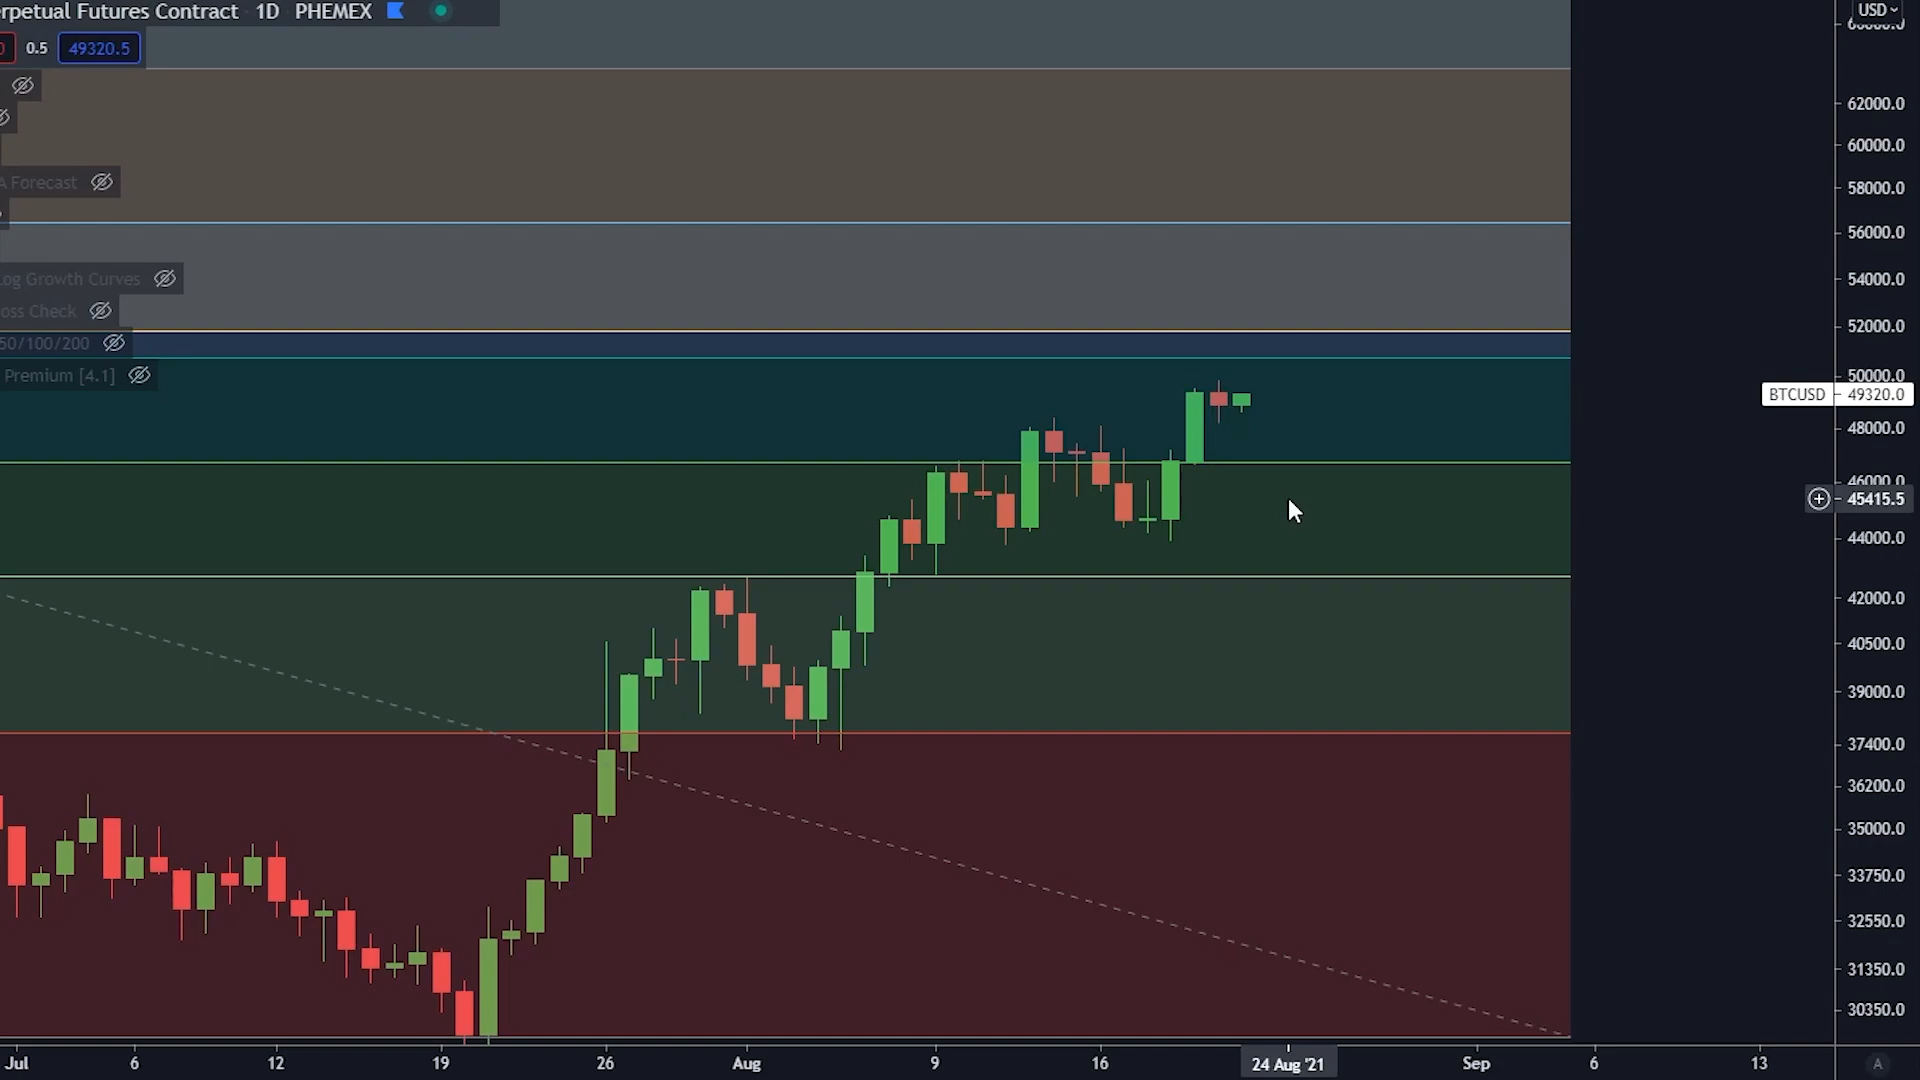 rpetual Futures Contract 1D PHEMEX
0 0.5 49320.5
A Forecast
Log Growth Curves
oss Check
50/100/200
Premium [4.1]
USD
62000.0
60000.0
58000.0
56000.0
54000.0
52000.0
50000.0
BTCUSD 49320.0
48000.0
46000.0
45415.5
44000.0
42000.0
40500.0
39000.0
37400.0
36200.0
35000.0
33750.0
32550.0
31350.0
30350.0
Jul 6 12 19 26 Aug 9 16 24 Aug '21 Sep 6 13 A